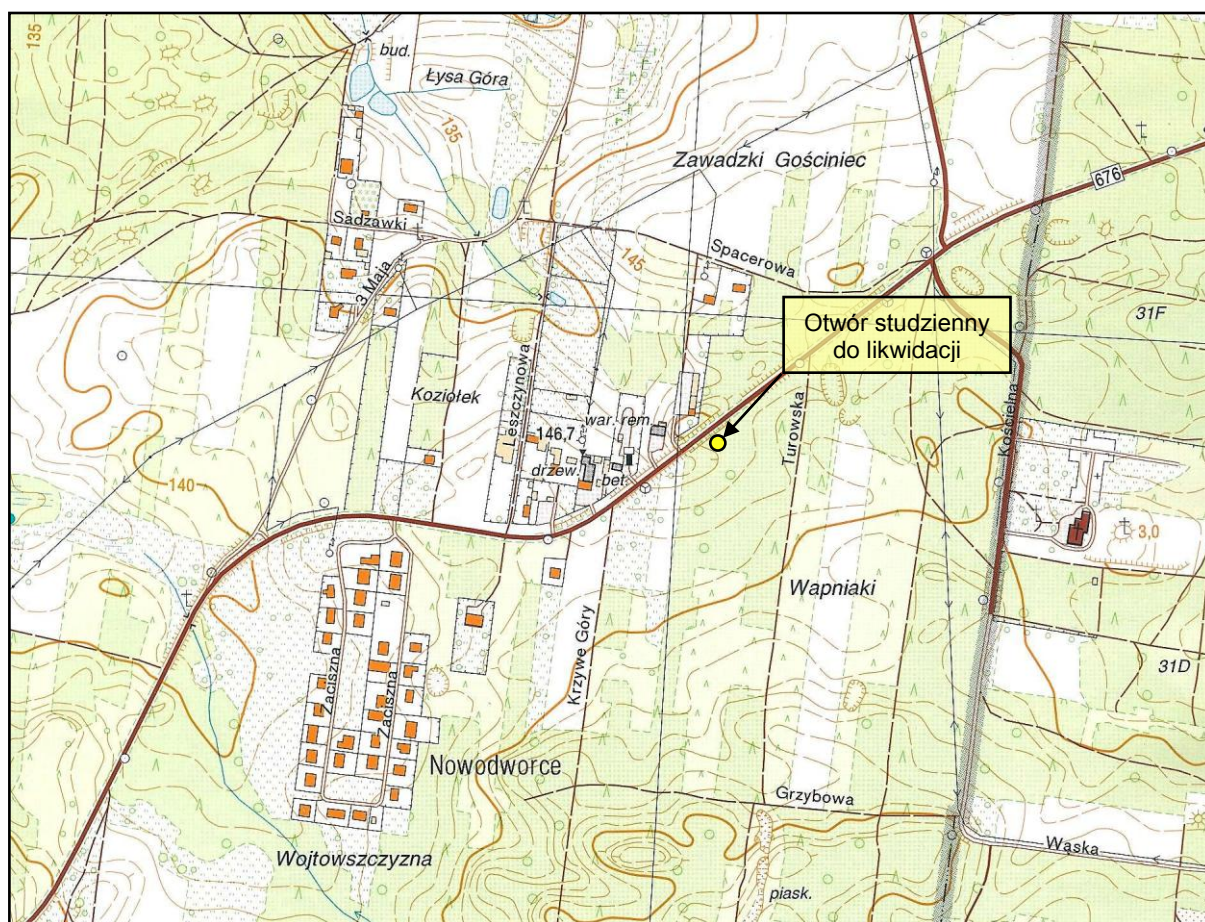 135
bud.
Łysa Góra
135
Zawadzki Gościniec
676
Sadzawki
3 Maja
145
Spacerowa
Otwór studzienny
do likwidacji
31F
Koziołek
Leszczynowa
war. rem.
146,7
drzew.
bet.
Turowska
Kościelna
140
3,0
Wapniaki
Krzywe Góry
31D
Zaciszna
Zaciszna
Nowodworce
Grzybowa
Wojtowszczyzna
Wąska
piask.